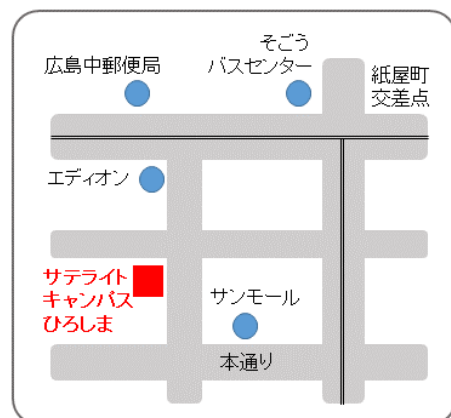 そごう
バスセンター
広島中郵便局
紙屋町
交差点
エディオン
サテライト
キャンパス
ひろしま
サンモール
本通り